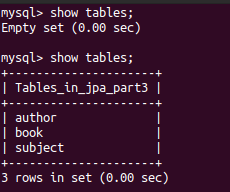 mysql> show tables;
Empty set (0.00 sec)

mysql> show tables;
+--------------------+
| Tables_in_jpa_part3 |
+--------------------+
| author              |
| book                |
| subject             |
+--------------------+
3 rows in set (0.00 sec)